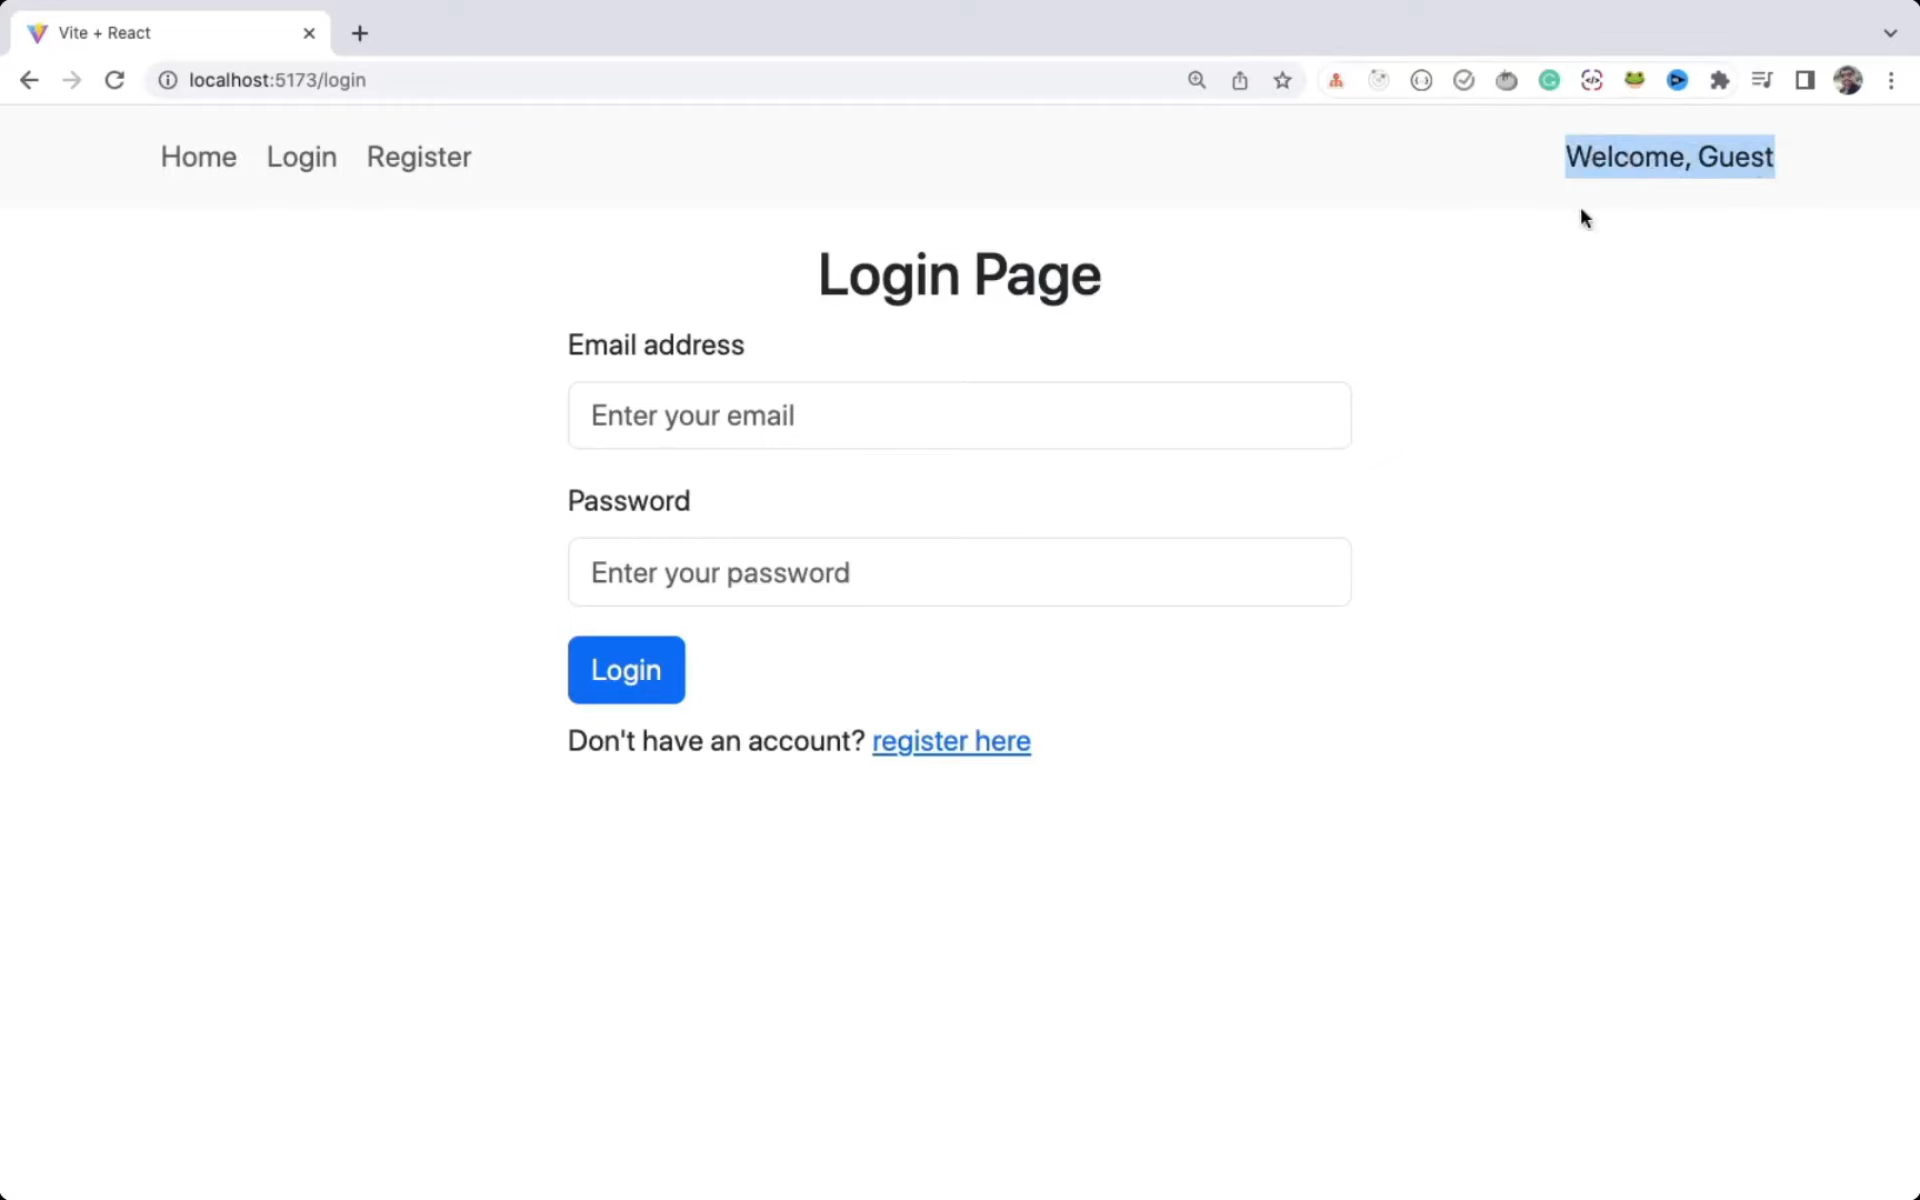 Vite + React
localhost:5173/login
Home Login Register Welcome, Guest
Login Page
Email address
Enter your email
Password
Enter your password
Login
Don't have an account? register here